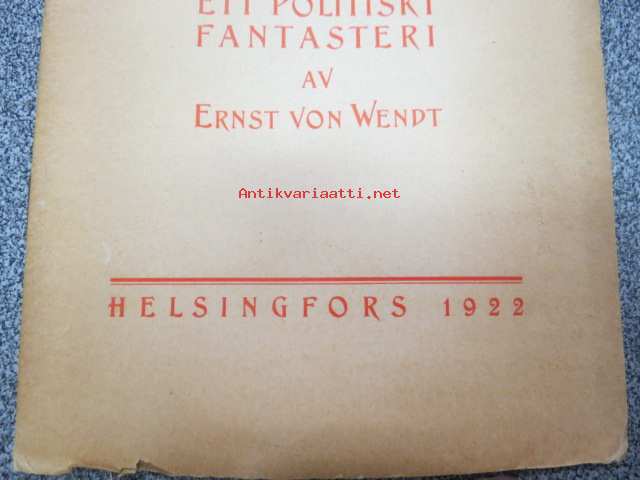 ETT POLITISKT
FANTASTERI
AV
ERNST VON WENDT
Antikvariaatti.net
HELSINGFORS 1922